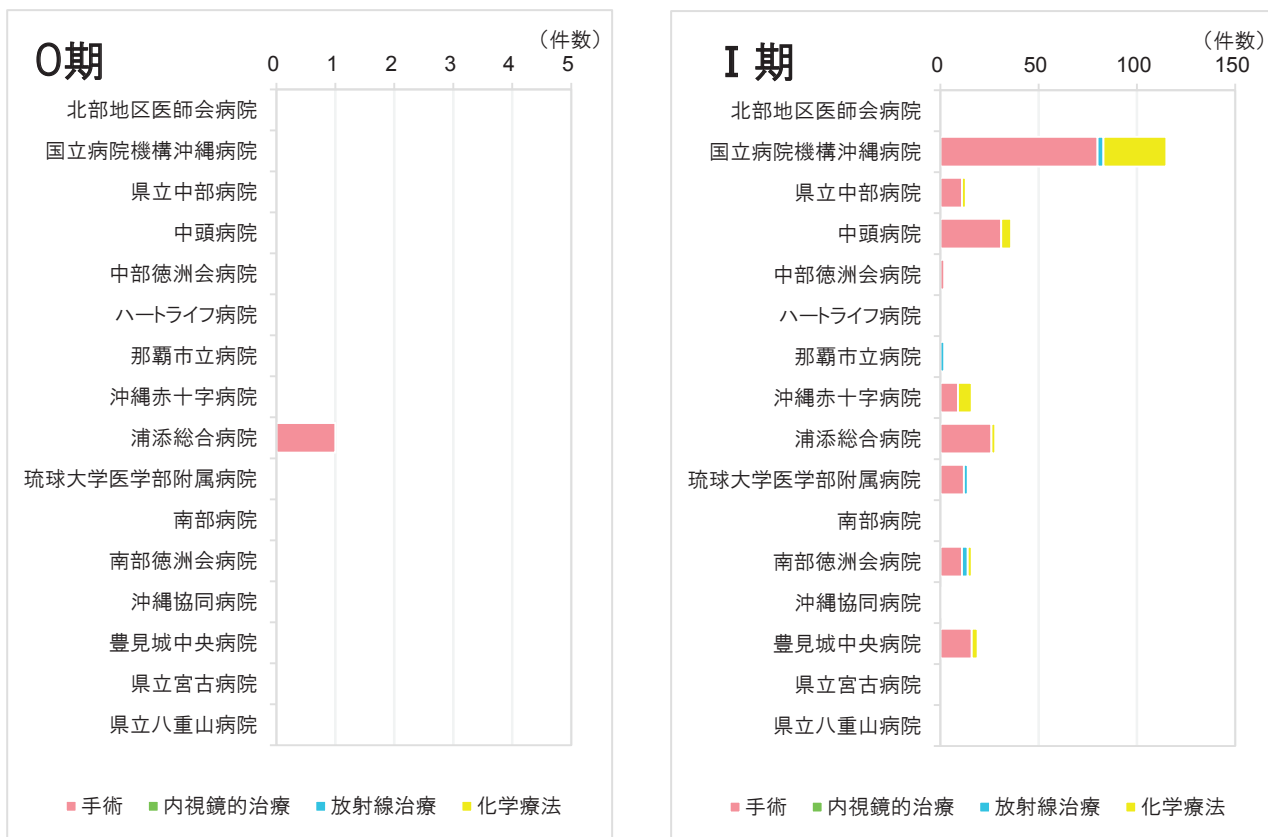 0期
（件数）
0 1 2 3 4 5
北部地区医師会病院
国立病院機構沖縄病院
県立中部病院
中頭病院
中部徳洲会病院
ハートライフ病院
那覇市立病院
沖縄赤十字病院
浦添総合病院
琉球大学医学部附属病院
南部病院
南部徳洲会病院
沖縄協同病院
豊見城中央病院
県立宮古病院
県立八重山病院
手術 内視鏡的治療 放射線治療 化学療法
Ⅰ期
（件数）
0 50 100 150
北部地区医師会病院
国立病院機構沖縄病院
県立中部病院
中頭病院
中部徳洲会病院
ハートライフ病院
那覇市立病院
沖縄赤十字病院
浦添総合病院
琉球大学医学部附属病院
南部病院
南部徳洲会病院
沖縄協同病院
豊見城中央病院
県立宮古病院
県立八重山病院
手術 内視鏡的治療 放射線治療 化学療法